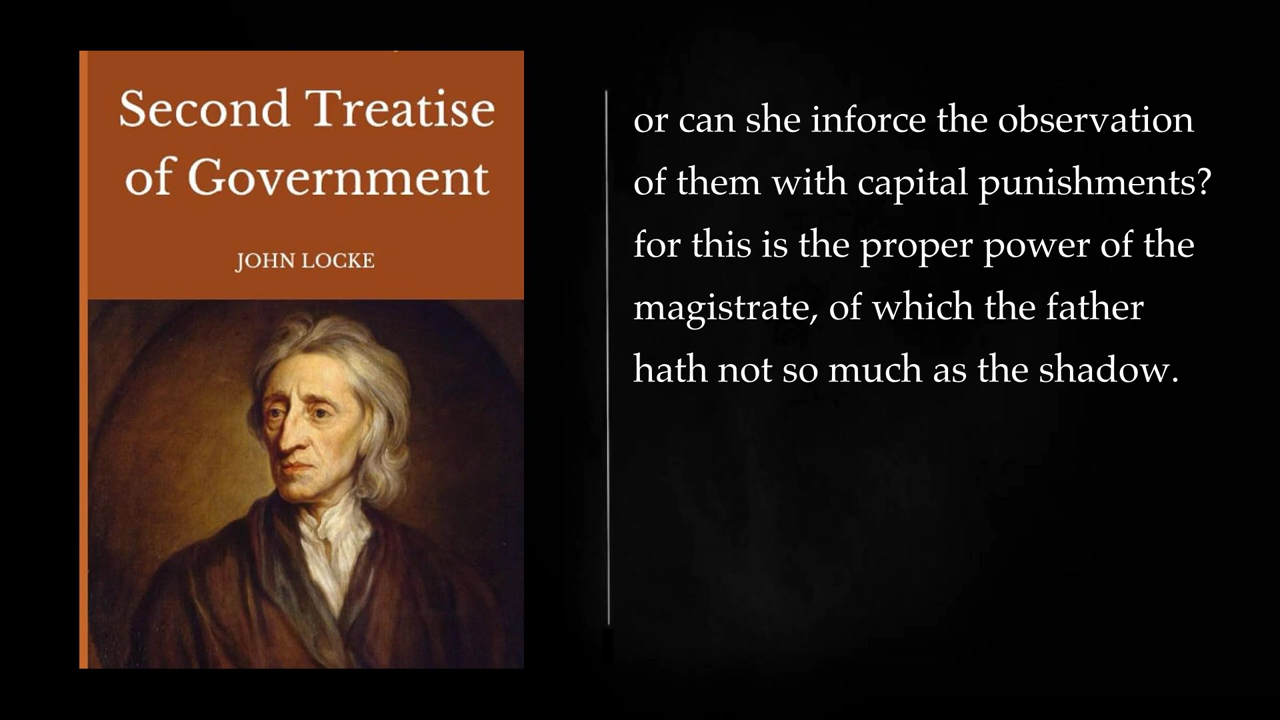 Second Treatise
of Government
JOHN LOCKE
or can she inforce the observation
of them with capital punishments?
for this is the proper power of the
magistrate, of which the father
hath not so much as the shadow.